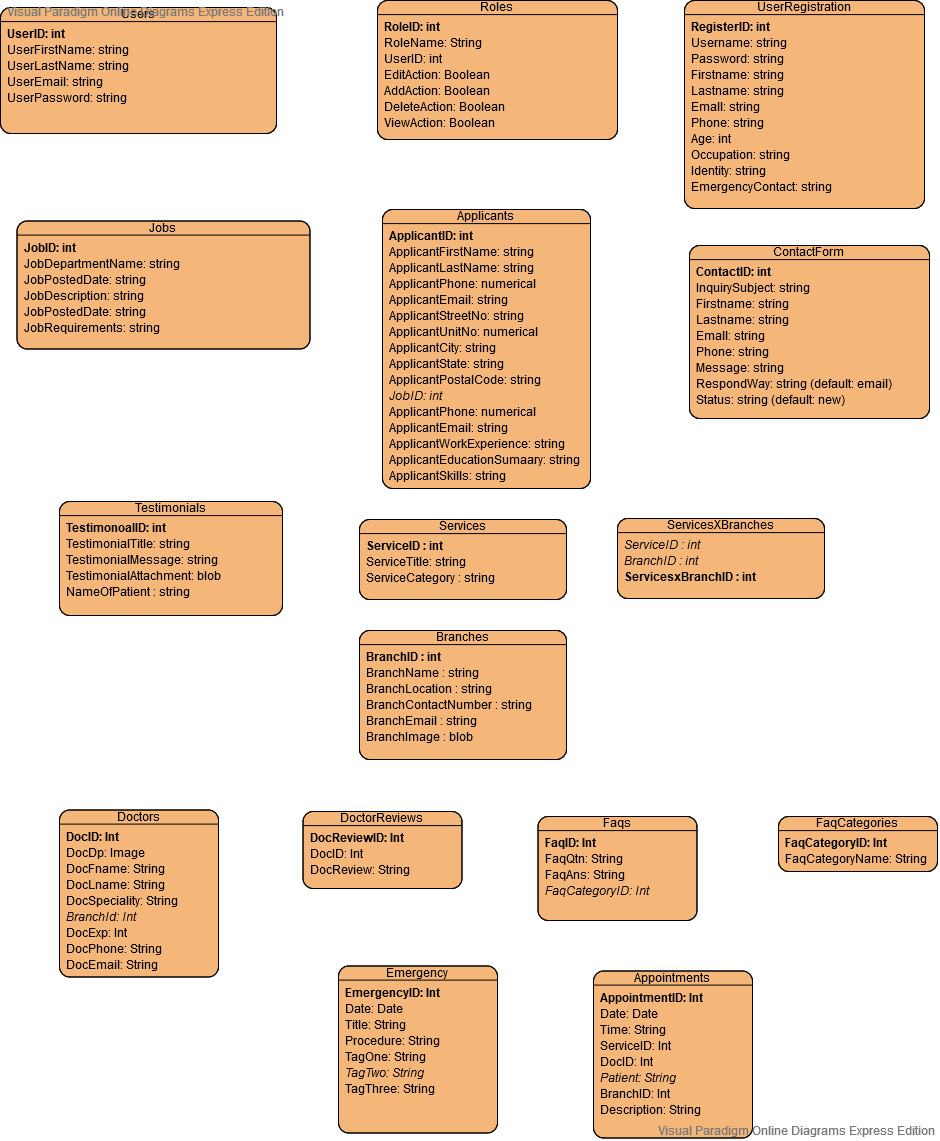 Visual Paradigm Online Diagrams Express Edition
Users
UserID: int
UserFirstName: string
UserLastName: string
UserEmail: string
UserPassword: string
Roles
RoleID: int
RoleName: String
UserID: int
EditAction: Boolean
AddAction: Boolean
DeleteAction: Boolean
ViewAction: Boolean
UserRegistration
RegisterID: int
Username: string
Password: string
Firstname: string
Lastname: string
Email: string
Phone: string
Age: int
Occupation: string
Identity: string
EmergencyContact: string
Jobs
JobID: int
JobDepartmentName: string
JobPostedDate: string
JobDescription: string
JobPostedDate: string
JobRequirements: string
Applicants
ApplicantID: int
ApplicantFirstName: string
ApplicantLastName: string
ApplicantPhone: numerical
ApplicantEmail: string
ApplicantStreetNo: string
ApplicantUnitNo: numerical
ApplicantCity: string
ApplicantState: string
ApplicantPostalCode: string
JobID: int
ApplicantPhone: numerical
ApplicantEmail: string
ApplicantWorkExperience: string
ApplicantEducationSumaary: string
ApplicantSkills: string
ContactForm
ContactID: int
InquirySubject: string
Firstname: string
Lastname: string
Email: string
Phone: string
Message: string
RespondWay: string (default: email)
Status: string (default: new)
Testimonials
TestimonoalID: int
TestimonialTitle: string
TestimonialMessage: string
TestimonialAttachment: blob
NameOfPatient : string
Services
ServiceID : int
ServiceTitle: string
ServiceCategory : string
ServicesXBranches
ServiceID : int
BranchID : int
ServicesxBranchID : int
Branches
BranchID : int
BranchName : string
BranchLocation : string
BranchContactNumber : string
BranchEmail : string
BranchImage : blob
Doctors
DocID: Int
DocDp: Image
DocFname: String
DocLname: String
DocSpeciality: String
BranchId: Int
DocExp: Int
DocPhone: String
DocEmail: String
DoctorReviews
DocReviewID: Int
DocID: Int
DocReview: String
Faqs
FaqID: Int
FaqQtn: String
FaqAns: String
FaqCategoryID: Int
FaqCategories
FaqCategoryID: Int
FaqCategoryName: String
Emergency
EmergencyID: Int
Date: Date
Title: String
Procedure: String
TagOne: String
TagTwo: String
TagThree: String
Appointments
AppointmentID: Int
Date: Date
Time: String
ServiceID: Int
DocID: Int
Patient: String
BranchID: Int
Description: String
Visual Paradigm Online Diagrams Express Edition